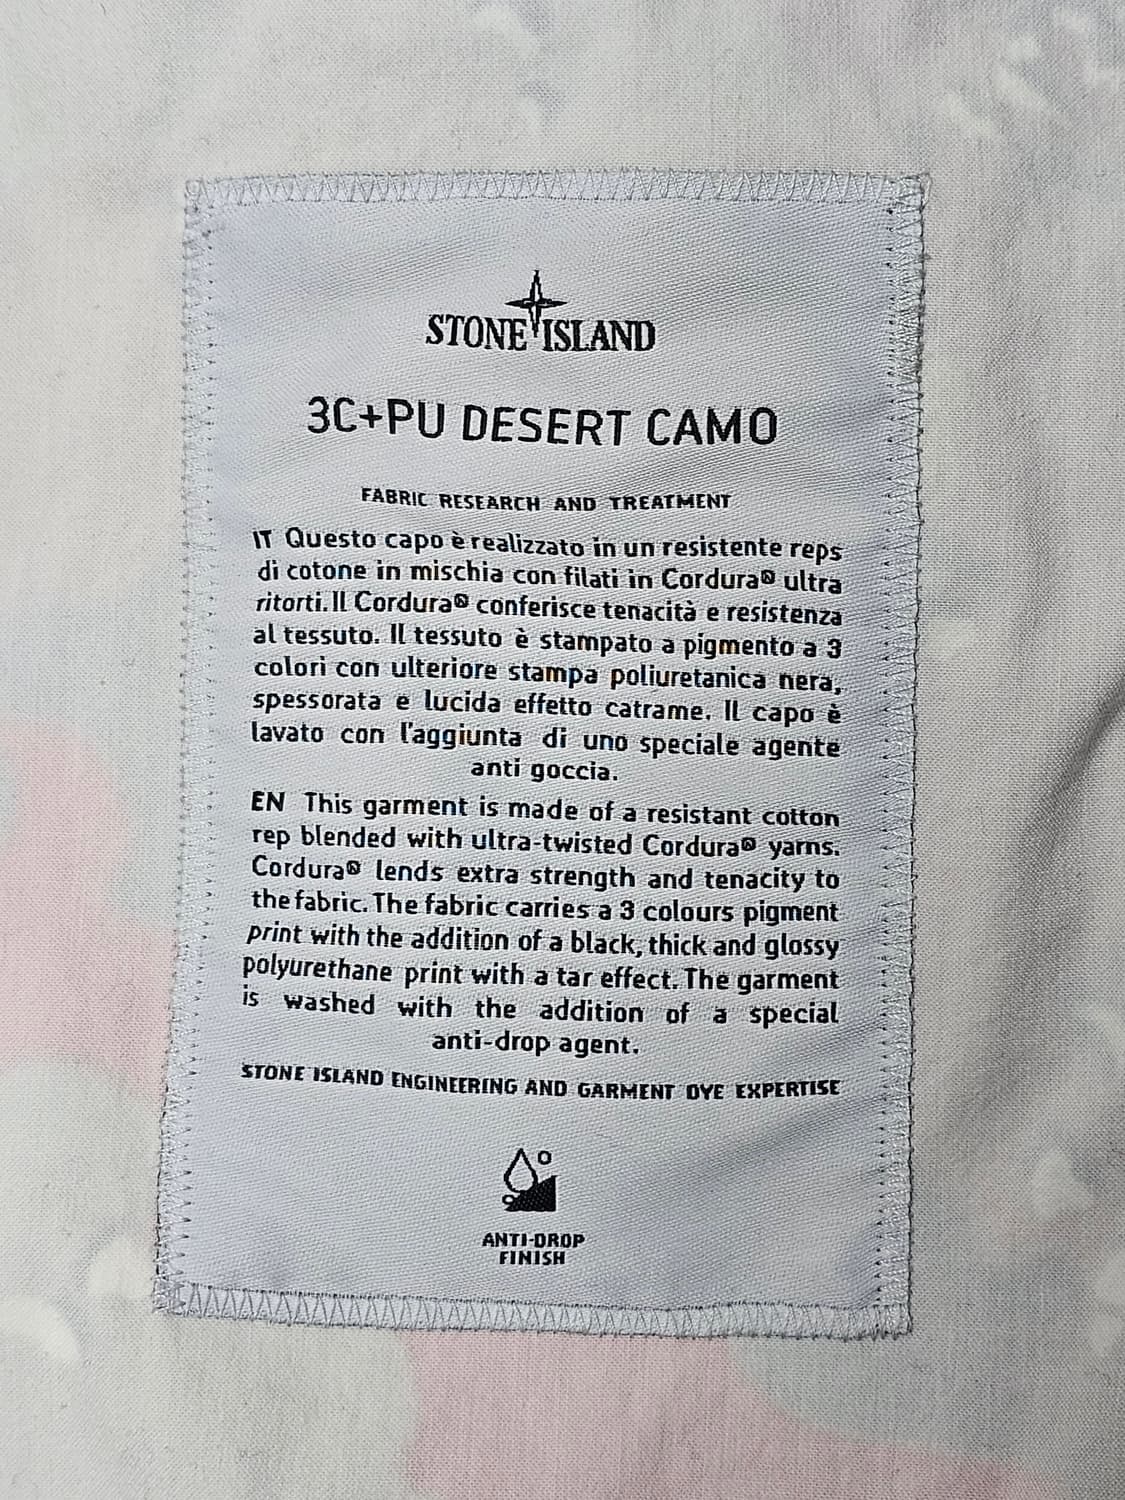 STONE ISLAND
3C+PU DESERT CAMO
FABRIC RESEARCH AND TREATMENT
IT Questo capo è realizzato in un resistente reps
di cotone in mischia con filati in Cordura® ultra
ritorti. Il Cordura® conferisce tenacità e resistenza
al tessuto. Il tessuto è stampato a pigmento a 3
colori con ulteriore stampa poliuretanica nera,
spessorata e lucida effetto catrame. Il capo è
lavato con l'aggiunta di uno speciale agente
anti goccia.
EN This garment is made of a resistant cotton
rep blended with ultra-twisted Cordura® yarns.
Cordura® lends extra strength and tenacity to
the fabric. The fabric carries a 3 colours pigment
print with the addition of a black, thick and glossy
polyurethane print with a tar effect. The garment
is washed with the addition of a special
anti-drop agent.
STONE ISLAND ENGINEERING AND GARMENT DYE EXPERTISE
ANTI-DROP
FINISH